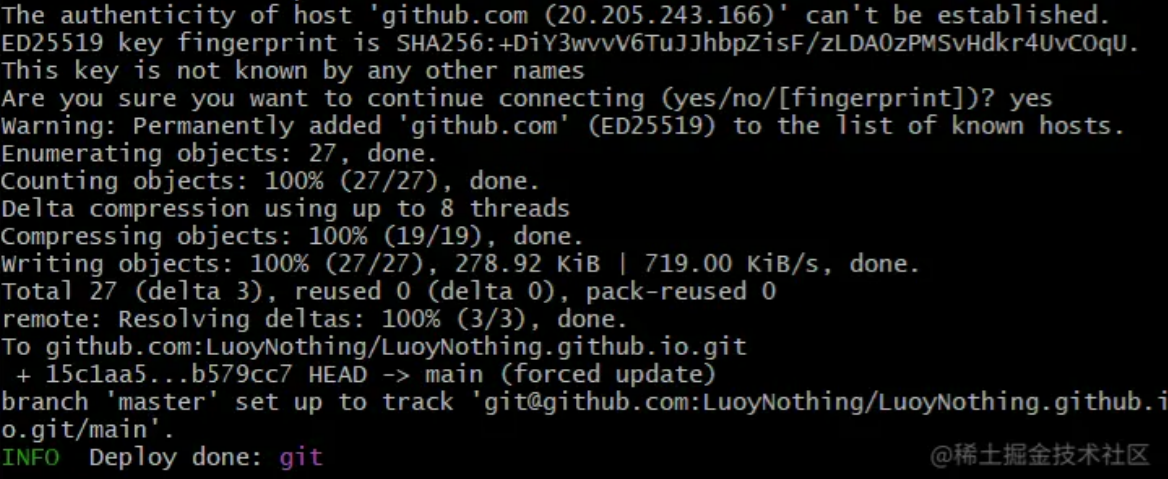 The authenticity of host 'github.com (20.205.243.166)' can't be established.
ED25519 key fingerprint is SHA256:+DiY3wvvV6TuJJhbpZisF/zLDA0zPMSvHdkr4UvCOqU.
This key is not known by any other names
Are you sure you want to continue connecting (yes/no/[fingerprint])? yes
Warning: Permanently added 'github.com' (ED25519) to the list of known hosts.
Enumerating objects: 27, done.
Counting objects: 100% (27/27), done.
Delta compression using up to 8 threads
Compressing objects: 100% (19/19), done.
Writing objects: 100% (27/27), 278.92 KiB | 719.00 KiB/s, done.
Total 27 (delta 3), reused 0 (delta 0), pack-reused 0
remote: Resolving deltas: 100% (3/3), done.
To github.com:LuoyNothing/LuoyNothing.github.io.git
 + 15c1aa5...b579cc7 HEAD -> main (forced update)
branch 'master' set up to track 'git@github.com:LuoyNothing/LuoyNothing.github.i
o.git/main'.
INFO  Deploy done: git
@稀土掘金技术社区